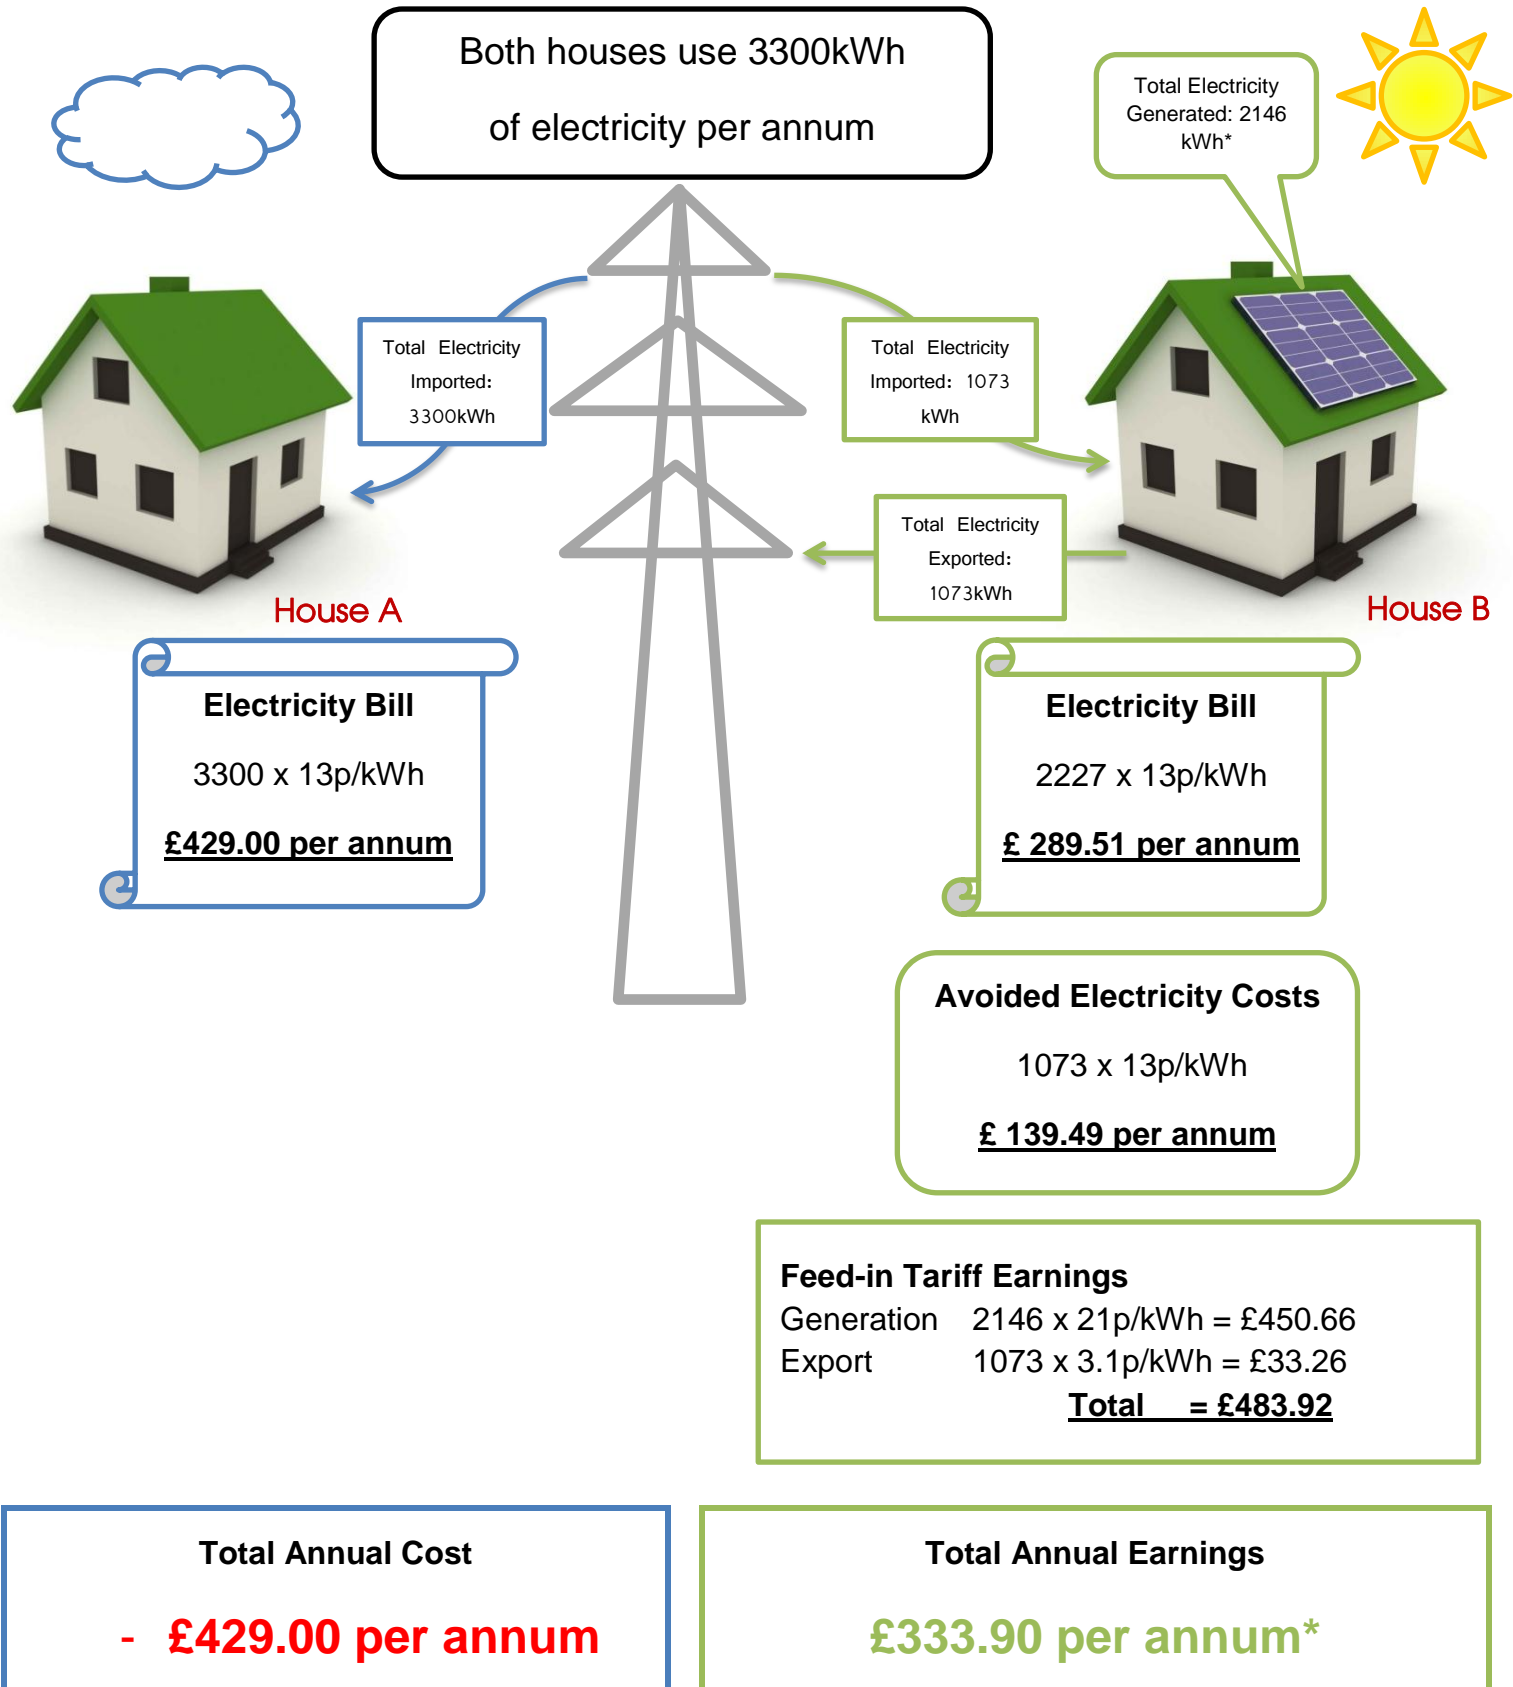 Both houses use 3300kWh
of electricity per annum
Total Electricity
Generated: 2146
kWh*
Total Electricity
Imported:
3300kWh
Total Electricity
Imported: 1073
kWh
Total Electricity
Exported:
1073kWh
House A
House B
Electricity Bill
3300 x 13p/kWh
£429.00 per annum
Electricity Bill
2227 x 13p/kWh
£ 289.51 per annum
Avoided Electricity Costs
1073 x 13p/kWh
£ 139.49 per annum
Feed-in Tariff Earnings
Generation 2146 x 21p/kWh = £450.66
Export 1073 x 3.1p/kWh = £33.26
Total = £483.92
Total Annual Cost
- £429.00 per annum
Total Annual Earnings
£333.90 per annum*